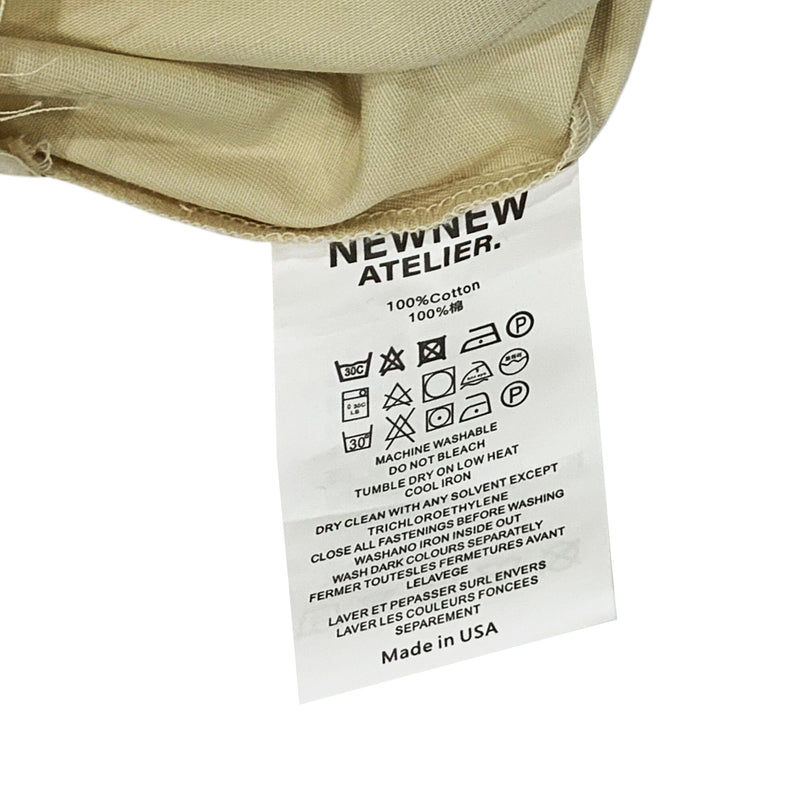 NEWNEW
ATELIER.
100%Cotton
100%棉
30C P
30C
30° P
MACHINE WASHABLE
DO NOT BLEACH
TUMBLE DRY ON LOW HEAT
COOL IRON
DRY CLEAN WITH ANY SOLVENT EXCEPT
TRICHLOROETHYLENE
CLOSE ALL FASTENINGS BEFORE WASHING
WASHANO IRON INSIDE OUT
WASH DARK COLOURS SEPARATELY
FERMER TOUTESLES FERMETURES AVANT
LELAVEGE
LAVER ET PEPASSER SURL ENVERS
LAVER LES COULEURS FONCEES
SEPAREMENT
Made in USA